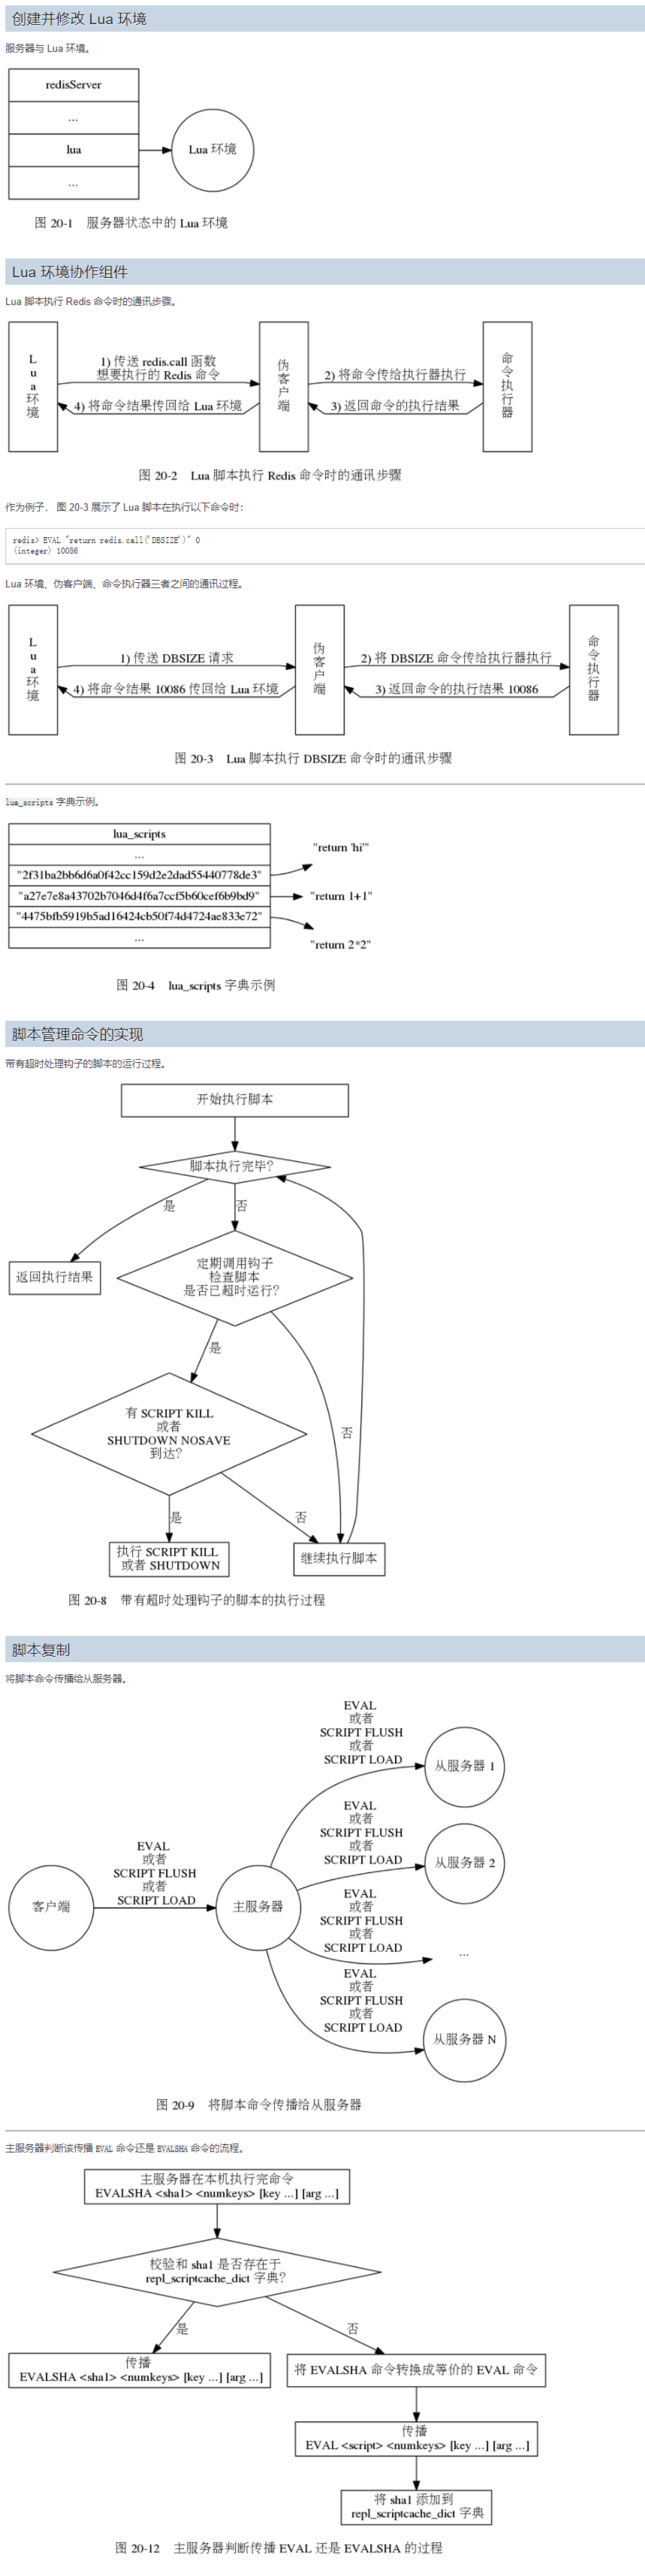 创建并修改 Lua 环境
服务器与 Lua 环境。
redisServer
...
lua
Lua 环境
...
图 20-1 服务器状态中的 Lua 环境
Lua 环境协作组件
Lua 脚本执行 Redis 命令时的通讯步骤。
L
u
a
环
境
1) 传送 redis.call 函数
想要执行的 Redis 命令
4) 将命令结果传回给 Lua 环境
伪
客
户
端
2) 将命令传给执行器执行
3) 返回命令的执行结果
命
令
执
行
器
图 20-2 Lua 脚本执行 Redis 命令时的通讯步骤
作为例子， 图 20-3 展示了 Lua 脚本在执行以下命令时：
redis> EVAL "return redis.call('DBSIZE')" 0
(integer) 10086
Lua 环境、伪客户端、命令执行器三者之间的通讯过程。
L
u
a
环
境
1) 传送 DBSIZE 请求
4) 将命令结果 10086 传回给 Lua 环境
伪
客
户
端
2) 将 DBSIZE 命令传给执行器执行
3) 返回命令的执行结果 10086
命
令
执
行
器
图 20-3 Lua 脚本执行 DBSIZE 命令时的通讯步骤
lua_scripts 字典示例。
lua_scripts
...
"2f31ba2bb6d6a0f42cc159d2e2dad55440778de3"
"return 'hi'"
"a27e7e8a43702b7046d4f6a7ccf5b60cef6b9bd9"
"return 1+1"
"4475bfb5919b5ad16424cb50f74d4724ae833e72"
"return 2*2"
...
图 20-4 lua_scripts 字典示例
脚本管理命令的实现
带有超时处理钩子的脚本的运行过程。
开始执行脚本
脚本执行完毕？
是
否
返回执行结果
定期调用钩子
检查脚本
是否已超时运行？
是
否
有 SCRIPT KILL
或者
SHUTDOWN NOSAVE
到达？
是
否
执行 SCRIPT KILL
或者 SHUTDOWN
继续执行脚本
图 20-8 带有超时处理钩子的脚本的执行过程
脚本复制
将脚本命令传播给从服务器。
客户端
EVAL
或者
SCRIPT FLUSH
或者
SCRIPT LOAD
主服务器
EVAL
或者
SCRIPT FLUSH
或者
SCRIPT LOAD
从服务器 1
EVAL
或者
SCRIPT FLUSH
或者
SCRIPT LOAD
从服务器 2
EVAL
或者
SCRIPT FLUSH
或者
SCRIPT LOAD
...
EVAL
或者
SCRIPT FLUSH
或者
SCRIPT LOAD
从服务器 N
图 20-9 将脚本命令传播给从服务器
主服务器判断该传播 EVAL 命令还是 EVALSHA 命令的流程。
主服务器在本机执行完命令
EVALSHA <sha1> <numkeys> [key ...] [arg ...]
校验和 sha1 是否存在于
repl_scriptcache_dict 字典？
是
否
传播
EVALSHA <sha1> <numkeys> [key ...] [arg ...]
将 EVALSHA 命令转换成等价的 EVAL 命令
传播
EVAL <script> <numkeys> [key ...] [arg ...]
将 sha1 添加到
repl_scriptcache_dict 字典
图 20-12 主服务器判断传播 EVAL 还是 EVALSHA 的过程